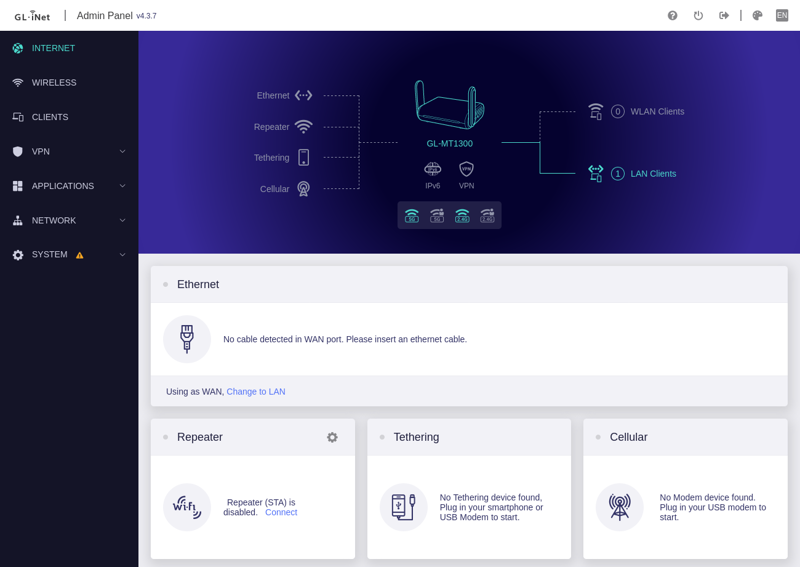 GL·iNet | Admin Panel v4.3.7 EN
INTERNET
WIRELESS
CLIENTS
VPN
APPLICATIONS
NETWORK
SYSTEM
Ethernet
Repeater
Tethering
Cellular
GL-MT1300
IPv6
VPN
5G
5G
2.4G
2.4G
0 WLAN Clients
1 LAN Clients
Ethernet
No cable detected in WAN port. Please insert an ethernet cable.
Using as WAN, Change to LAN
Repeater
Repeater (STA) is
disabled. Connect
Tethering
No Tethering device found,
Plug in your smartphone or
USB Modem to start.
Cellular
No Modem device found.
Plug in your USB modem to
start.